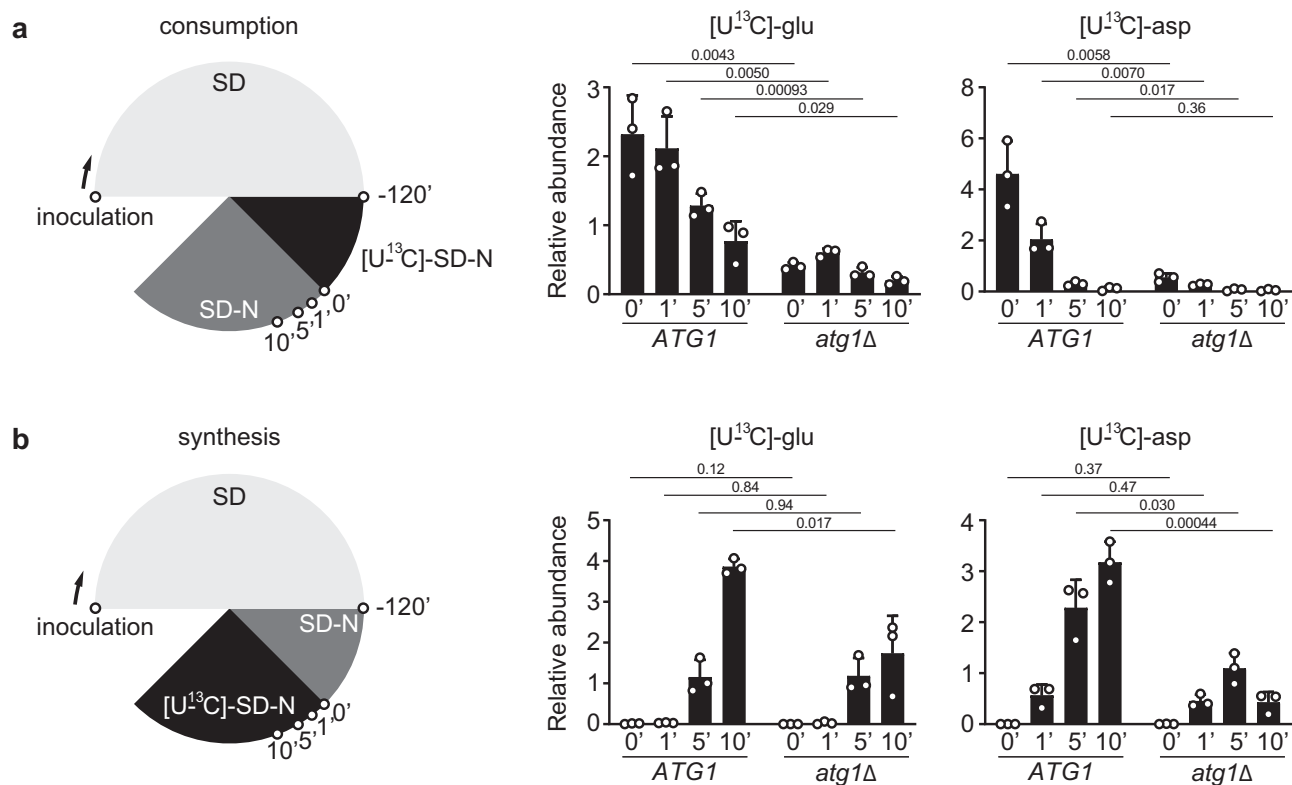 a
consumption
SD
inoculation
-120'
[U-¹³C]-SD-N
SD-N
0'
1'
5'
10'
[U-¹³C]-glu
0.0043
0.0050
0.00093
0.029
Relative abundance
3
2
1
0
0' 1' 5' 10' 0' 1' 5' 10'
ATG1 atg1Δ
[U-¹³C]-asp
0.0058
0.0070
0.017
0.36
8
6
4
2
0
0' 1' 5' 10' 0' 1' 5' 10'
ATG1 atg1Δ
b
synthesis
SD
inoculation
-120'
SD-N
[U-¹³C]-SD-N
0'
1'
5'
10'
[U-¹³C]-glu
0.12
0.84
0.94
0.017
Relative abundance
5
4
3
2
1
0
0' 1' 5' 10' 0' 1' 5' 10'
ATG1 atg1Δ
[U-¹³C]-asp
0.37
0.47
0.030
0.00044
4
3
2
1
0
0' 1' 5' 10' 0' 1' 5' 10'
ATG1 atg1Δ